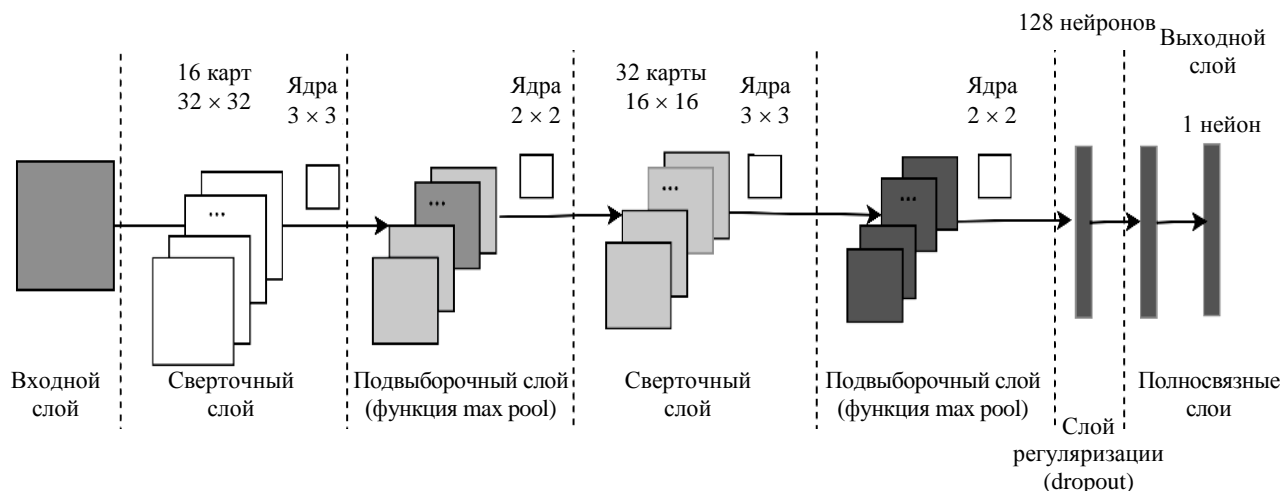 128 нейронов
Выходной
слой
16 карт
32 × 32
Ядра
3 × 3
Ядра
2 × 2
32 карты
16 × 16
Ядра
3 × 3
Ядра
2 × 2
1 нейон
...
...
...
...
Входной
слой
Сверточный
слой
Подвыборочный слой
(функция max pool)
Сверточный
слой
Подвыборочный слой
(функция max pool)
Слой
регуляризации
(dropout)
Полносвязные
слои